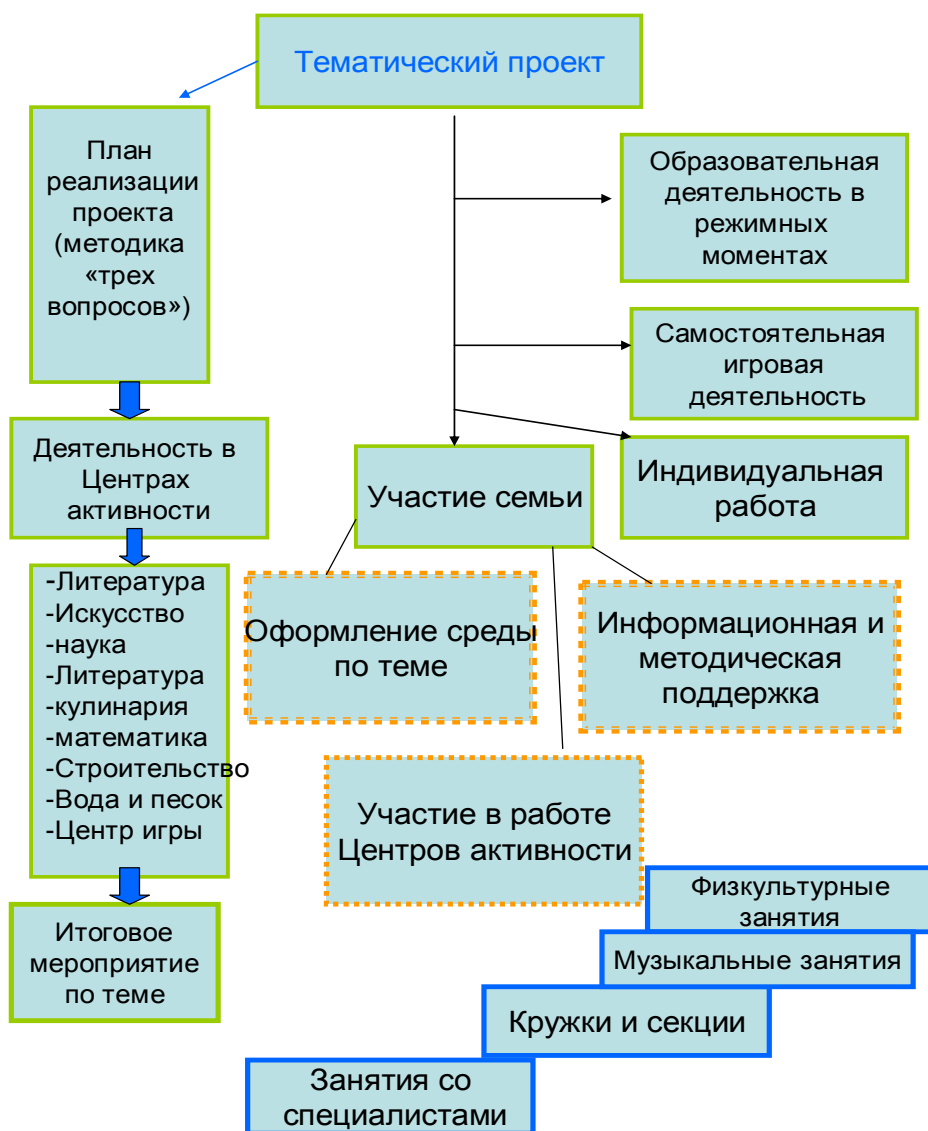 Тематический проект
План
реализации
проекта
(методика
«трех
вопросов»)
Деятельность в
Центрах
активности
-Литература
-Искусство
-наука
-Литература
-кулинария
-математика
-Строительство
-Вода и песок
-Центр игры
Итоговое
мероприятие
по теме
Образовательная
деятельность в
режимных
моментах
Самостоятельная
игровая
деятельность
Индивидуальная
работа
Участие семьи
Оформление среды
по теме
Информационная и
методическая
поддержка
Участие в работе
Центров активности
Физкультурные
занятия
Музыкальные занятия
Кружки и секции
Занятия со
специалистами